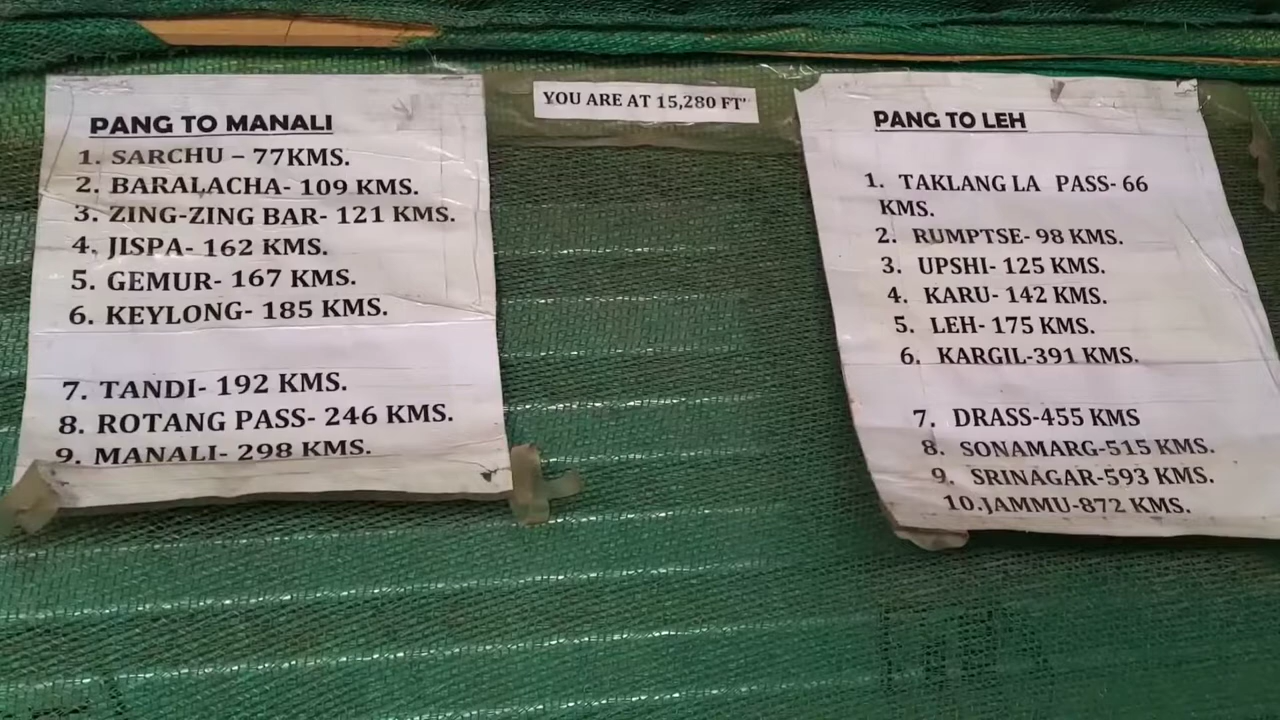 PANG TO MANALI
1. SARCHU – 77KMS.
2. BARALACHA- 109 KMS.
3. ZING-ZING BAR- 121 KMS.
4. JISPA- 162 KMS.
5. GEMUR- 167 KMS.
6. KEYLONG- 185 KMS.
7. TANDI- 192 KMS.
8. ROTANG PASS- 246 KMS.
9. MANALI- 298 KMS.
YOU ARE AT 15,280 FT'
PANG TO LEH
1. TAKLANG LA PASS- 66
KMS.
2. RUMPTSE- 98 KMS.
3. UPSHI- 125 KMS.
4. KARU- 142 KMS.
5. LEH- 175 KMS.
6. KARGIL-391 KMS.
7. DRASS-455 KMS
8. SONAMARG-515 KMS.
9. SRINAGAR-593 KMS.
10.JAMMU-872 KMS.